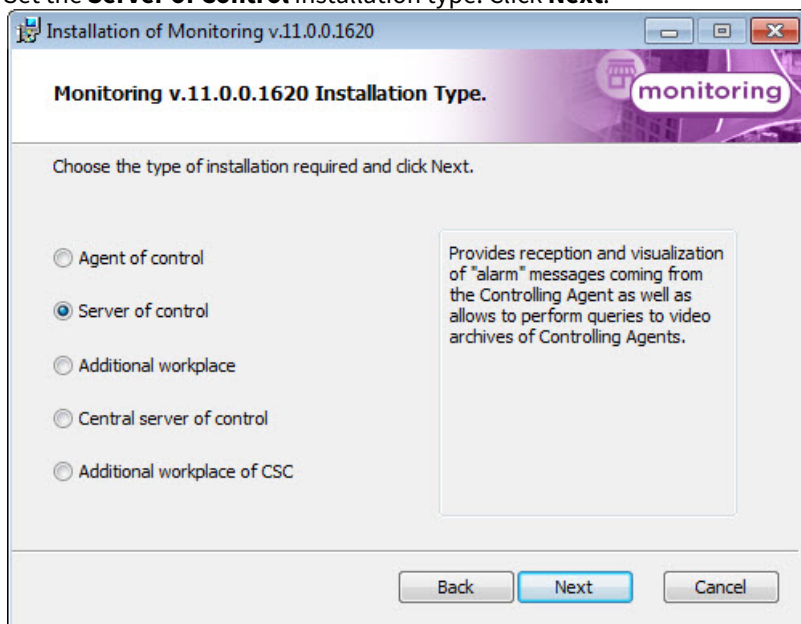 Set the Server of Control installation type. Click Next.
Installation of Monitoring v.11.0.0.1620
Monitoring v.11.0.0.1620 Installation Type.
monitoring
Choose the type of installation required and click Next.
Agent of control
Server of control
Additional workplace
Central server of control
Additional workplace of CSC
Provides reception and visualization
of "alarm" messages coming from
the Controlling Agent as well as
allows to perform queries to video
archives of Controlling Agents.
Back
Next
Cancel